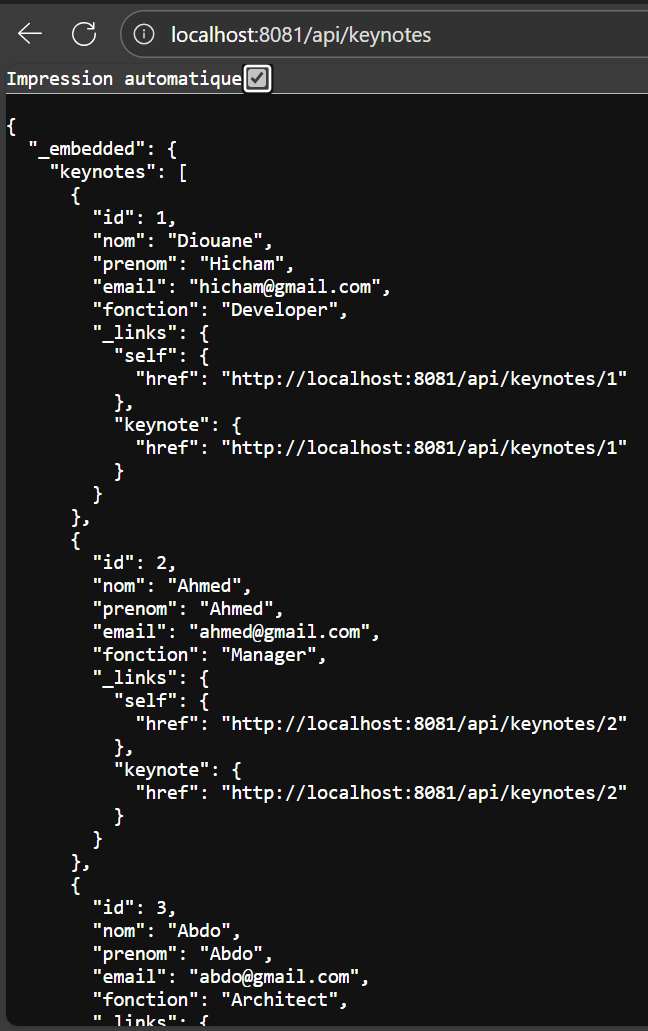 localhost:8081/api/keynotes
Impression automatique
{
"_embedded": {
"keynotes": [
{
"id": 1,
"nom": "Diouane",
"prenom": "Hicham",
"email": "hicham@gmail.com",
"fonction": "Developer",
"_links": {
"self": {
"href": "http://localhost:8081/api/keynotes/1"
},
"keynote": {
"href": "http://localhost:8081/api/keynotes/1"
}
}
},
{
"id": 2,
"nom": "Ahmed",
"prenom": "Ahmed",
"email": "ahmed@gmail.com",
"fonction": "Manager",
"_links": {
"self": {
"href": "http://localhost:8081/api/keynotes/2"
},
"keynote": {
"href": "http://localhost:8081/api/keynotes/2"
}
}
},
{
"id": 3,
"nom": "Abdo",
"prenom": "Abdo",
"email": "abdo@gmail.com",
"fonction": "Architect",
"_links": {